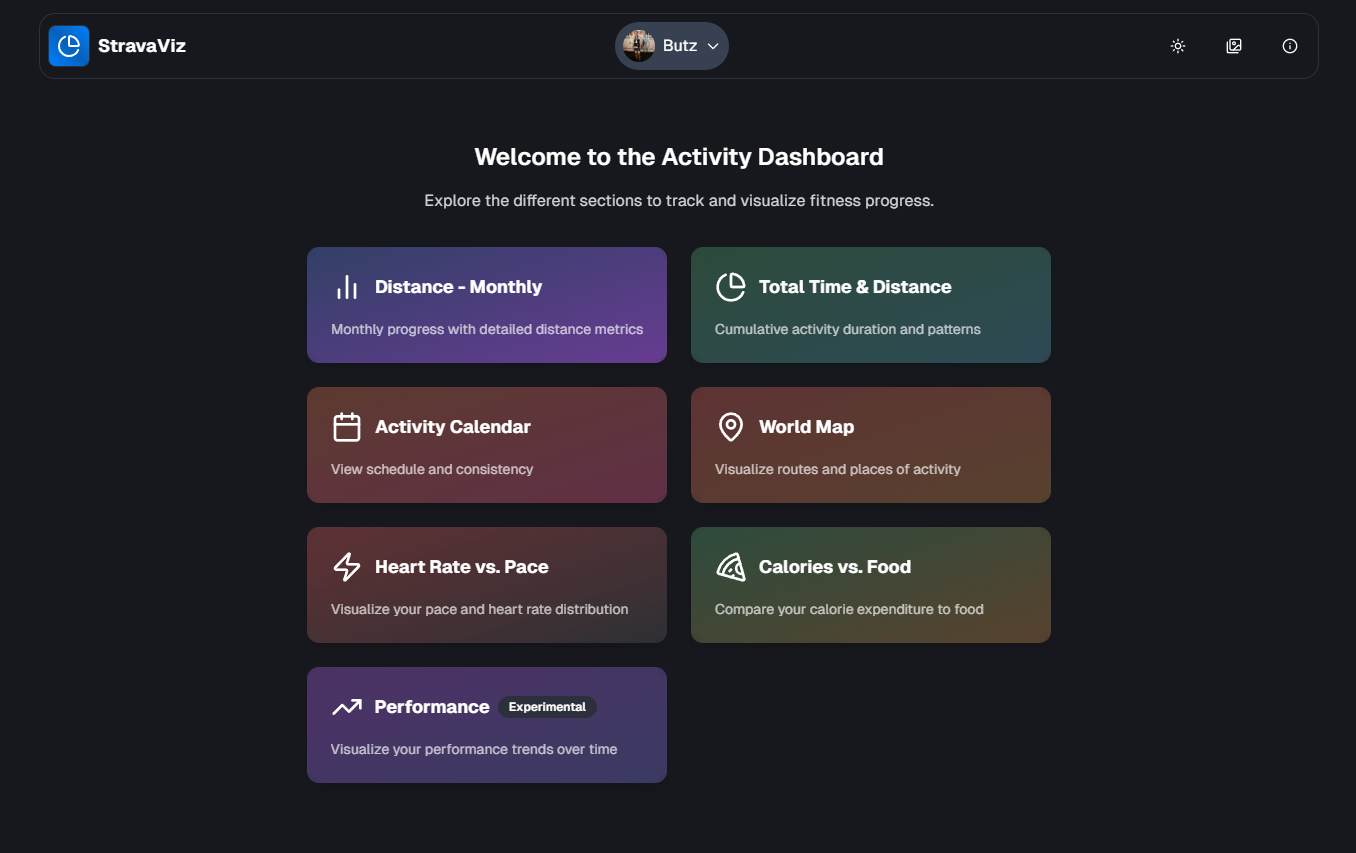 StravaViz
Butz
Welcome to the Activity Dashboard
Explore the different sections to track and visualize fitness progress.
Distance - Monthly
Monthly progress with detailed distance metrics
Total Time & Distance
Cumulative activity duration and patterns
Activity Calendar
View schedule and consistency
World Map
Visualize routes and places of activity
Heart Rate vs. Pace
Visualize your pace and heart rate distribution
Calories vs. Food
Compare your calorie expenditure to food
Performance Experimental
Visualize your performance trends over time